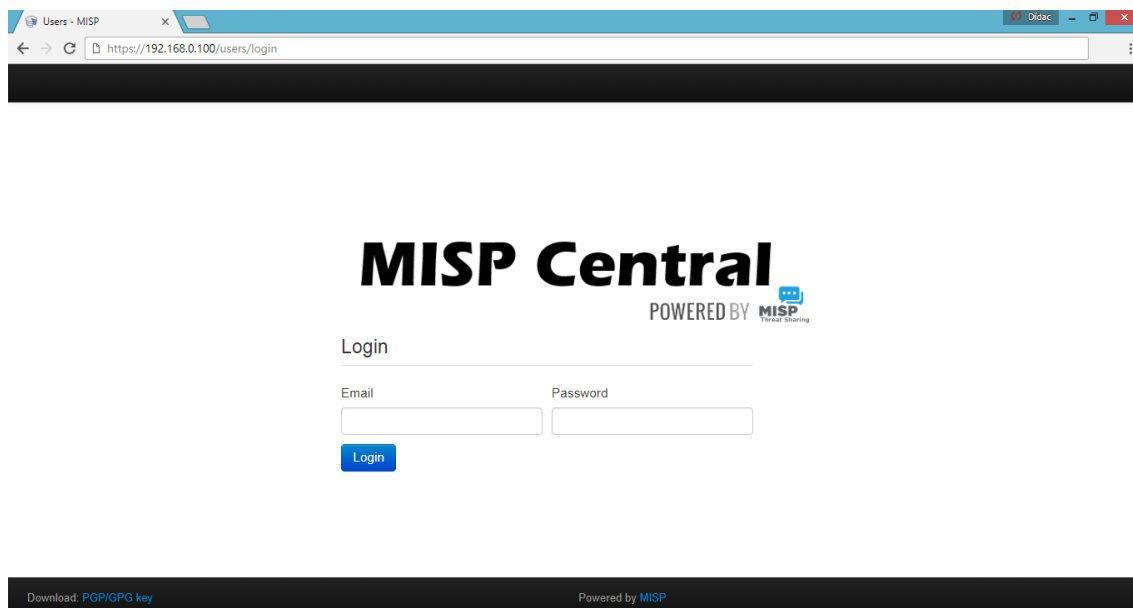 Users - MISP
Dídac
https://192.168.0.100/users/login
MISP Central
POWERED BY MISP
Threat Sharing
Login
Email Password
Login
Download: PGP/GPG key Powered by MISP